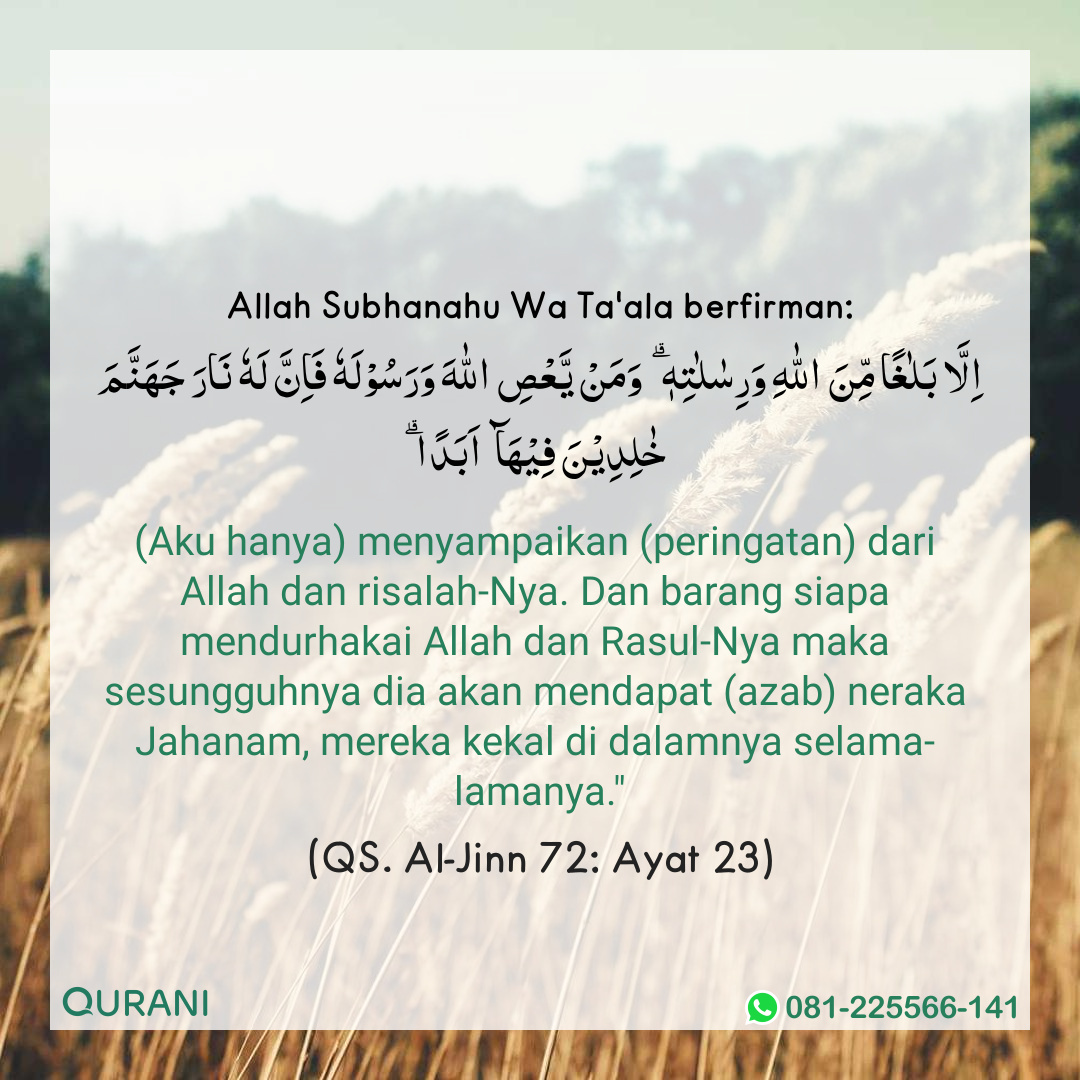 Allah Subhanahu Wa Ta'ala berfirman:
اِلَّا بَلٰغًا مِّنَ اللّٰهِ وَرِسٰلٰتِهٖۗ وَمَنْ يَّعْصِ اللّٰهَ وَرَسُوْلَهٗ فَاِنَّ لَهٗ نَارَ جَهَنَّمَ
خٰلِدِيْنَ فِيْهَآ اَبَدًاۗ
(Aku hanya) menyampaikan (peringatan) dari
Allah dan risalah-Nya. Dan barang siapa
mendurhakai Allah dan Rasul-Nya maka
sesungguhnya dia akan mendapat (azab) neraka
Jahanam, mereka kekal di dalamnya selama-
lamanya."
(QS. Al-Jinn 72: Ayat 23)
QURANI
081-225566-141